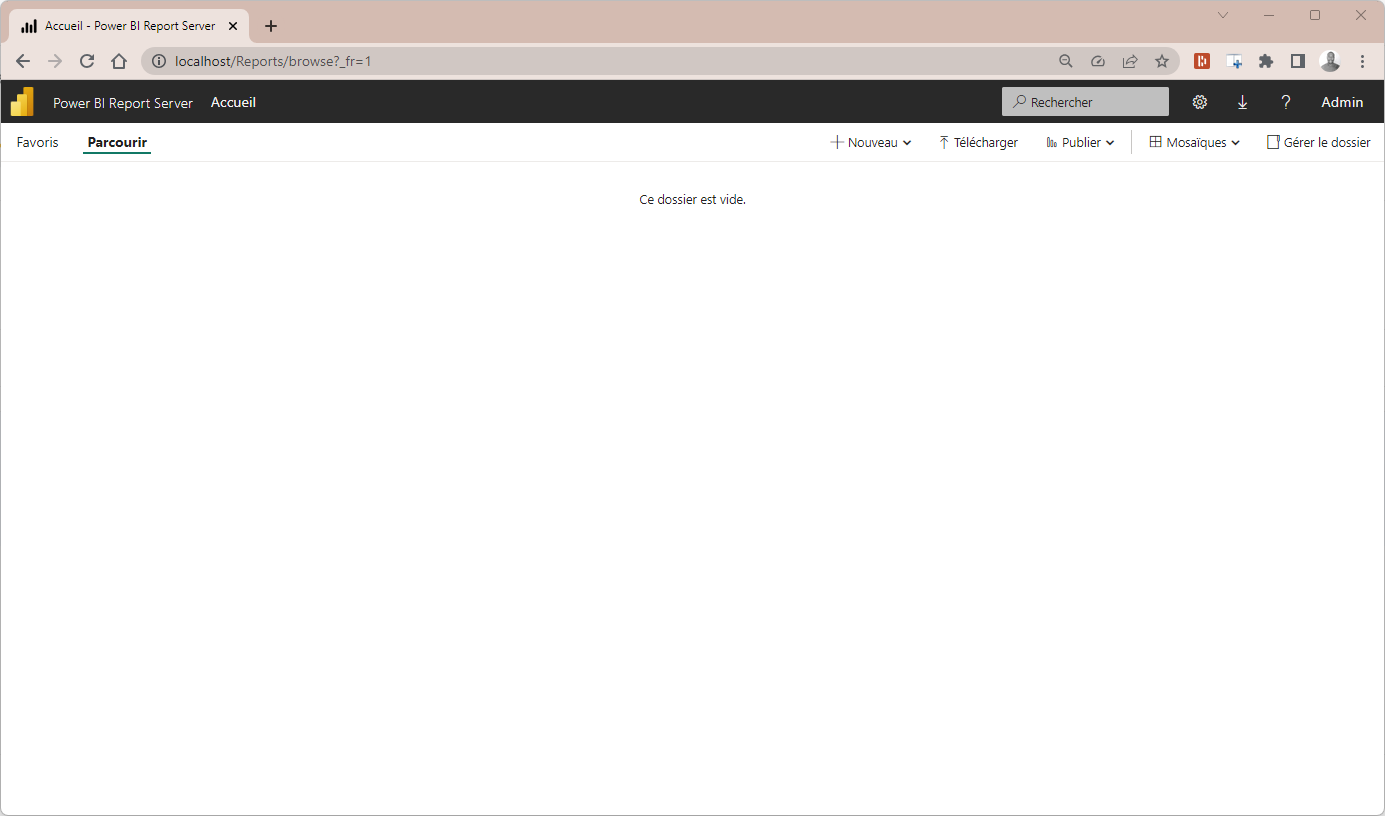 Accueil - Power BI Report Server
localhost/Reports/browse?_fr=1
Power BI Report Server Accueil Rechercher ? Admin
Favoris Parcourir Nouveau Télécharger Publier Mosaïques Gérer le dossier
Ce dossier est vide.